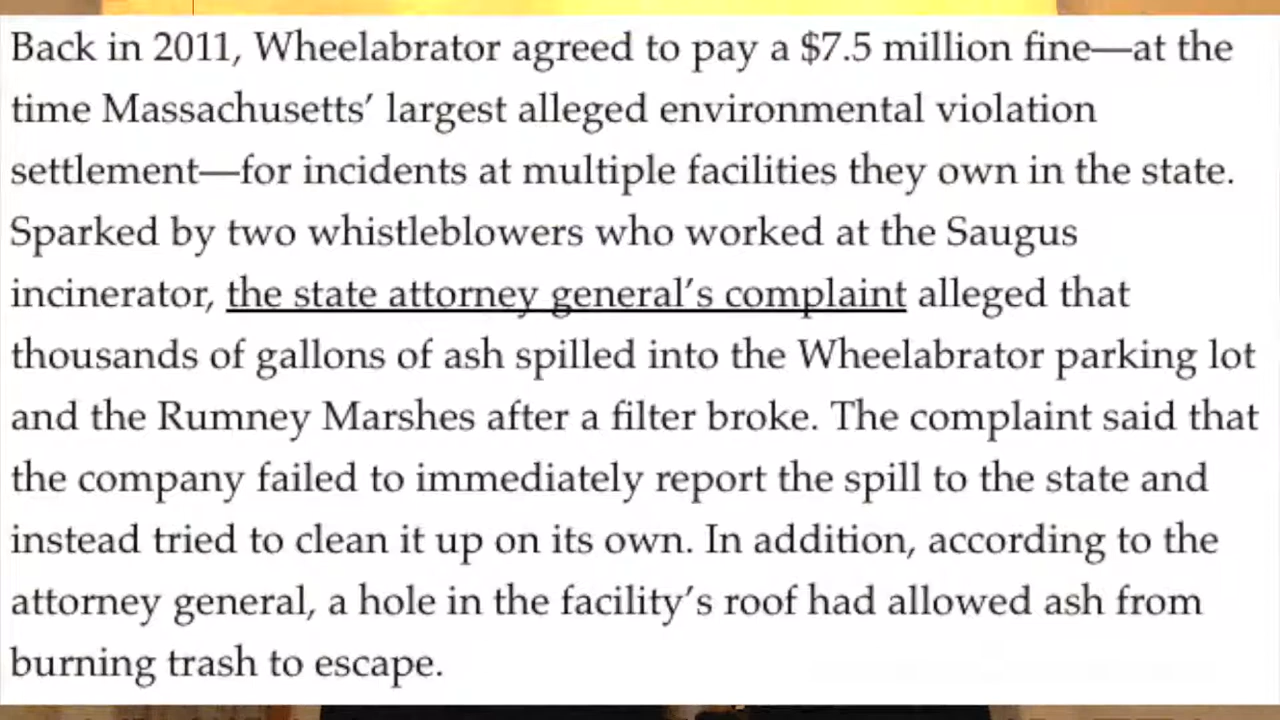 Back in 2011, Wheelabrator agreed to pay a $7.5 million fine—at the
time Massachusetts’ largest alleged environmental violation
settlement—for incidents at multiple facilities they own in the state.
Sparked by two whistleblowers who worked at the Saugus
incinerator, the state attorney general’s complaint alleged that
thousands of gallons of ash spilled into the Wheelabrator parking lot
and the Rumney Marshes after a filter broke. The complaint said that
the company failed to immediately report the spill to the state and
instead tried to clean it up on its own. In addition, according to the
attorney general, a hole in the facility’s roof had allowed ash from
burning trash to escape.